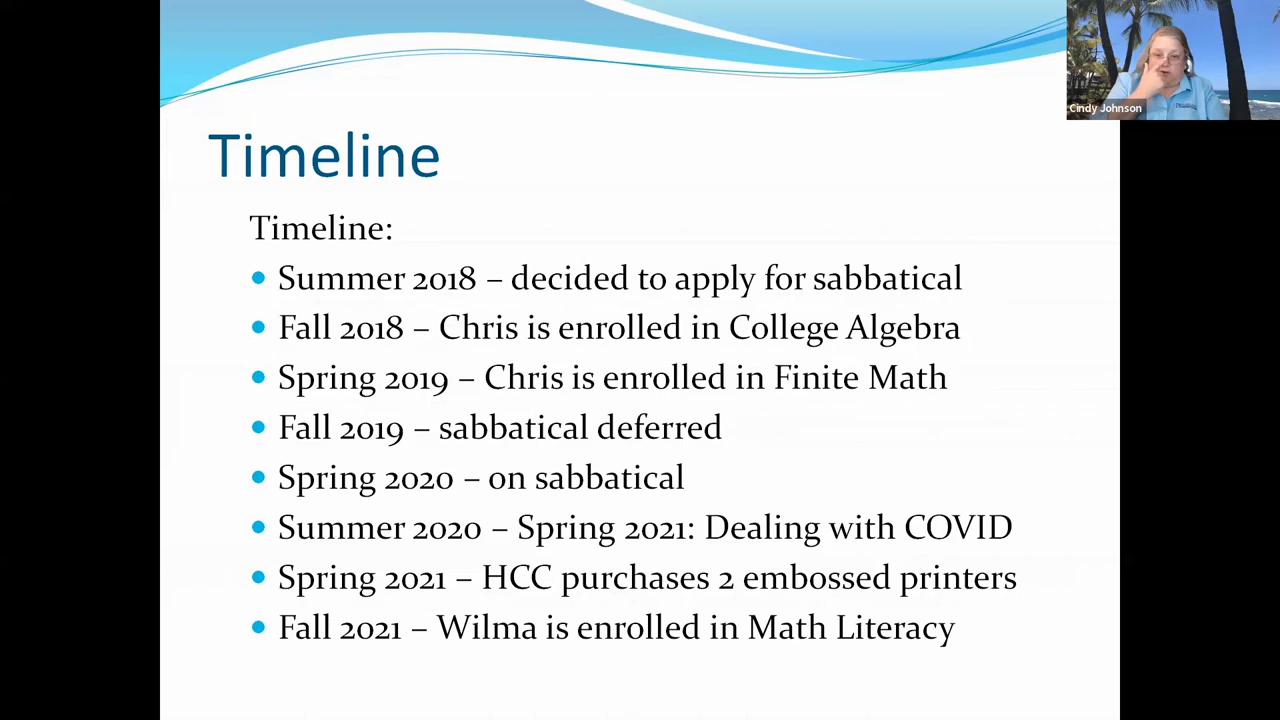 Cindy Johnson
Timeline
Timeline:
Summer 2018 – decided to apply for sabbatical
Fall 2018 – Chris is enrolled in College Algebra
Spring 2019 – Chris is enrolled in Finite Math
Fall 2019 – sabbatical deferred
Spring 2020 – on sabbatical
Summer 2020 – Spring 2021: Dealing with COVID
Spring 2021 – HCC purchases 2 embossed printers
Fall 2021 – Wilma is enrolled in Math Literacy